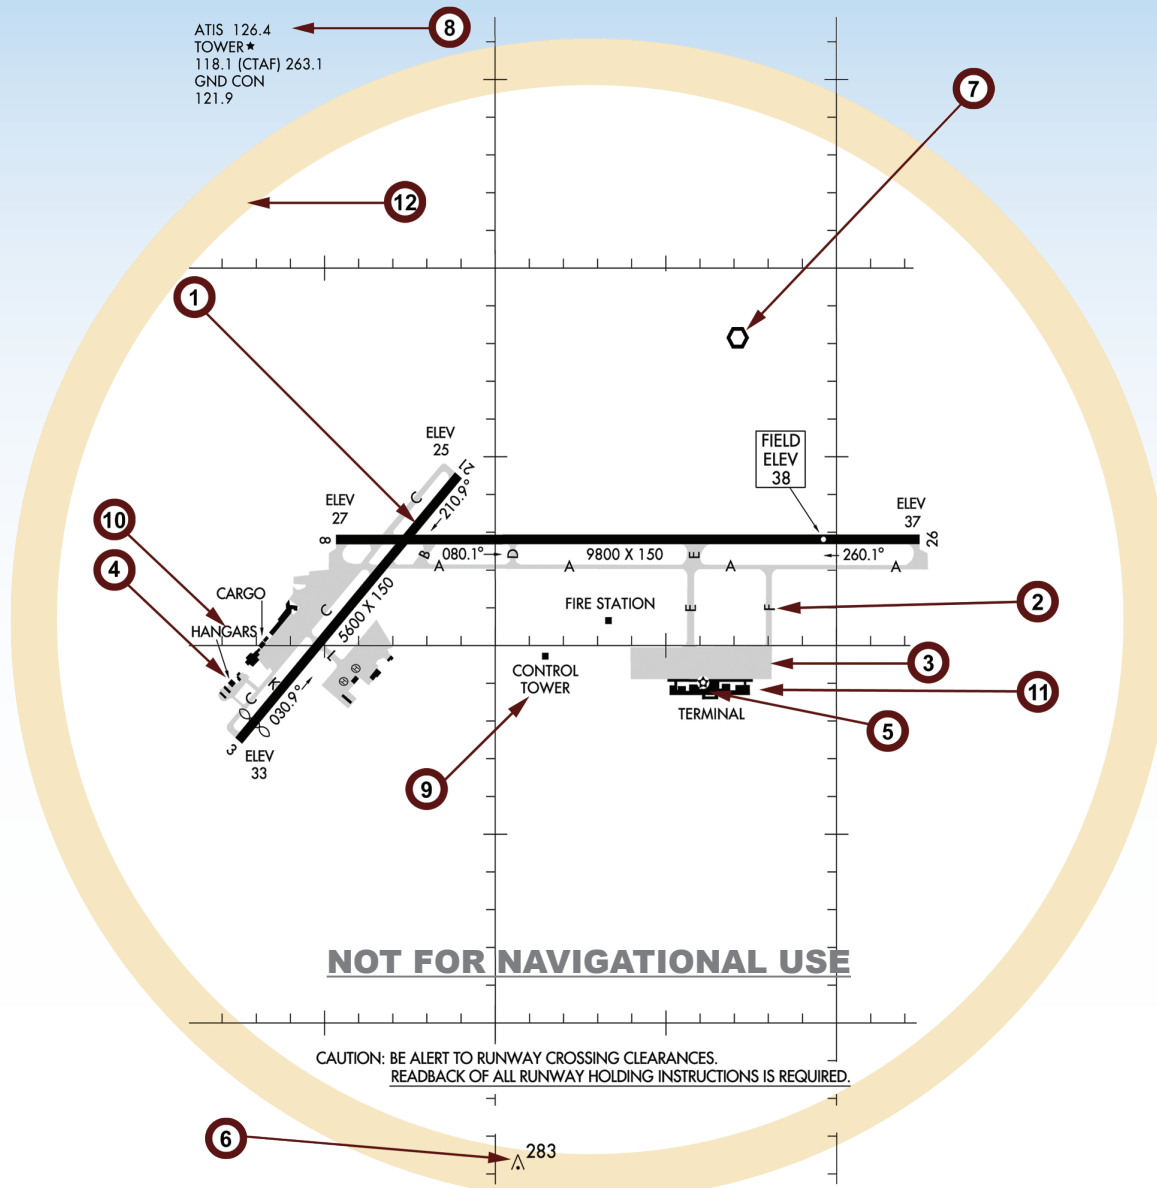 ATIS 126.4
TOWER★
118.1 (CTAF) 263.1
GND CON
121.9
8
7
12
1
ELEV
25
21
210.9°
C
FIELD
ELEV
38
ELEV
27
8
ELEV
37
26
10
B
080.1°
D
9800 X 150
E
260.1°
A
A
A
A
4
CARGO
C
5600 X 150
FIRE STATION
E
F
2
HANGARS
L
3
CONTROL
TOWER
H
H
K
C
030.9°
11
TERMINAL
5
3
ELEV
33
9
NOT FOR NAVIGATIONAL USE
CAUTION: BE ALERT TO RUNWAY CROSSING CLEARANCES.
READBACK OF ALL RUNWAY HOLDING INSTRUCTIONS IS REQUIRED.
6
283